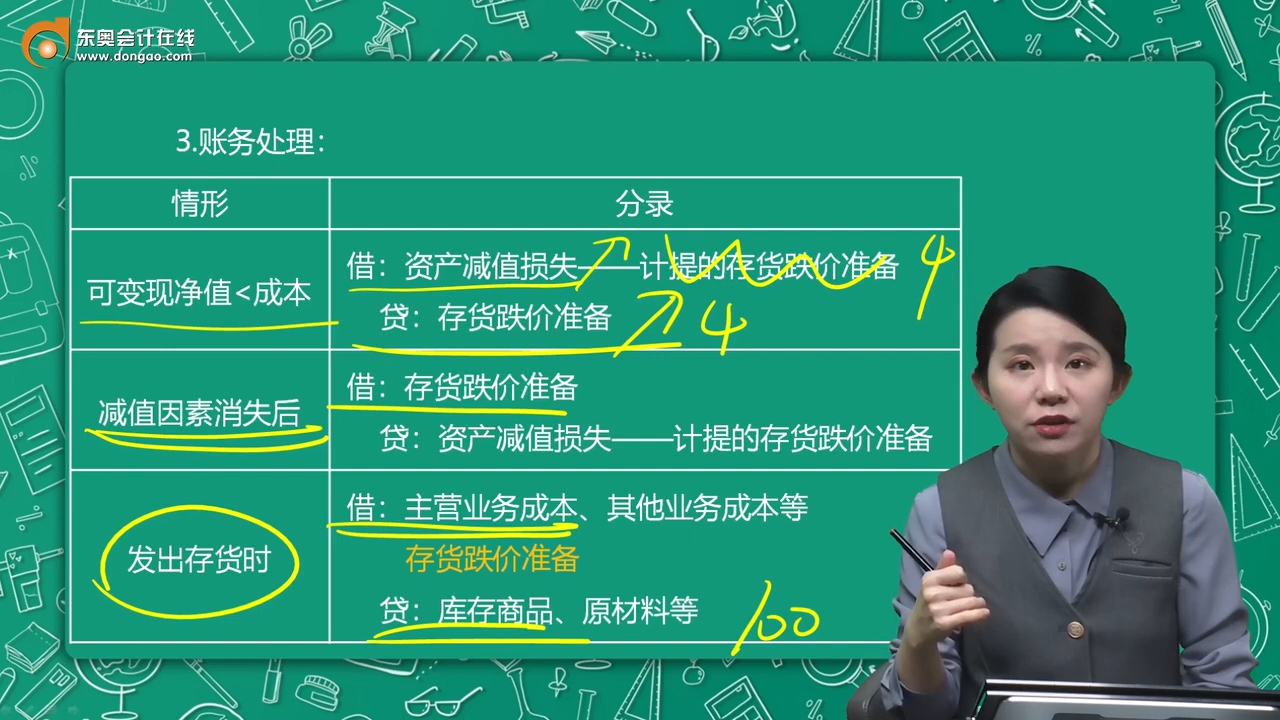 东奥会计在线
www.dongao.com
3.账务处理：
情形
分录
可变现净值<成本
借：资产减值损失——计提的存货跌价准备
贷：存货跌价准备
4
4
减值因素消失后
借：存货跌价准备
贷：资产减值损失——计提的存货跌价准备
发出存货时
借：主营业务成本、其他业务成本等
存货跌价准备
贷：库存商品、原材料等
100